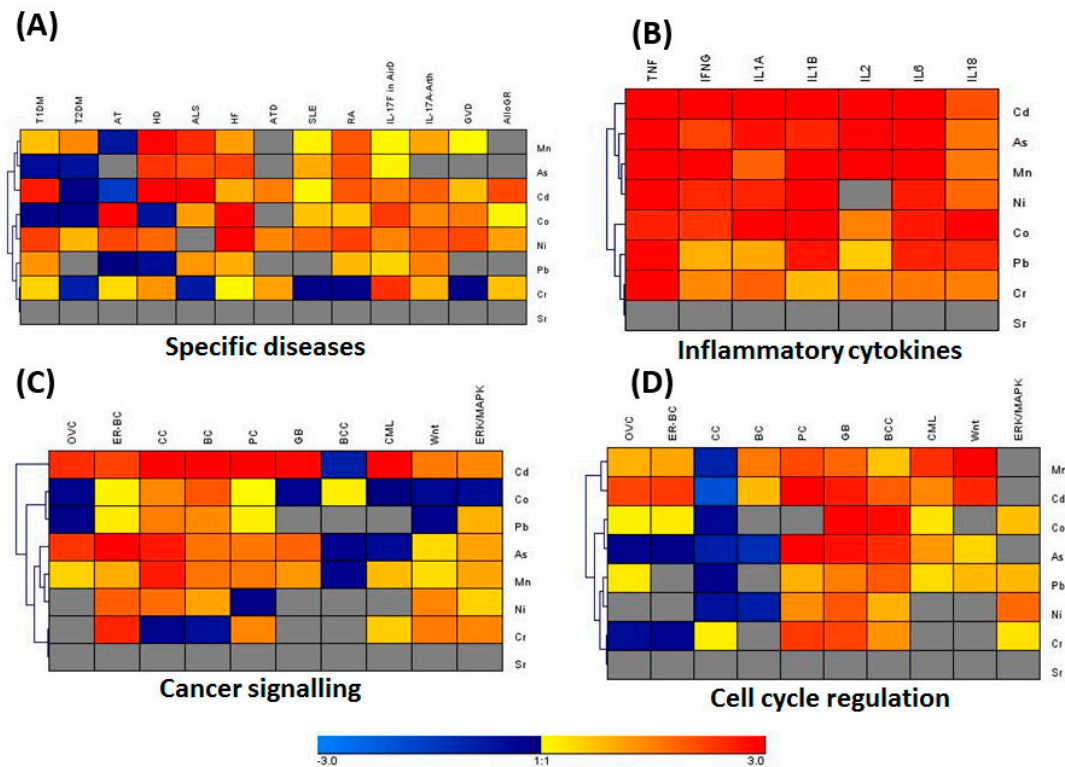 (A)
T1DM T2DM AT HD ALS HF ATD SLE RA IL-17F in AirD IL-17A-Arth GVD AlloGR
Mn
As
Cd
Co
Ni
Pb
Cr
Sr
Specific diseases
(B)
TNF IFNG IL1A IL1B IL2 IL6 IL18
Cd
As
Mn
Ni
Co
Pb
Cr
Sr
Inflammatory cytokines
(C)
OVC ER-BC CC BC PC GB BCC CML Wnt ERK/MAPK
Cd
Co
Pb
As
Mn
Ni
Cr
Sr
Cancer signalling
(D)
OVC ER-BC CC BC PC GB BCC CML Wnt ERK/MAPK
Mn
Cd
Co
As
Pb
Ni
Cr
Sr
Cell cycle regulation
-3.0 1:1 3.0